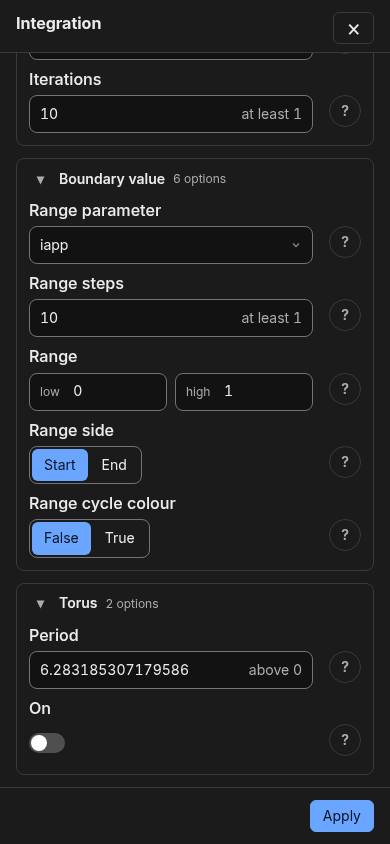 Integration
Iterations
10 at least 1
?
Boundary value 6 options
Range parameter
iapp
?
Range steps
10 at least 1
?
Range
low 0 high 1
?
Range side
Start End
?
Range cycle colour
False True
?
Torus 2 options
Period
6.283185307179586 above 0
?
On
?
Apply